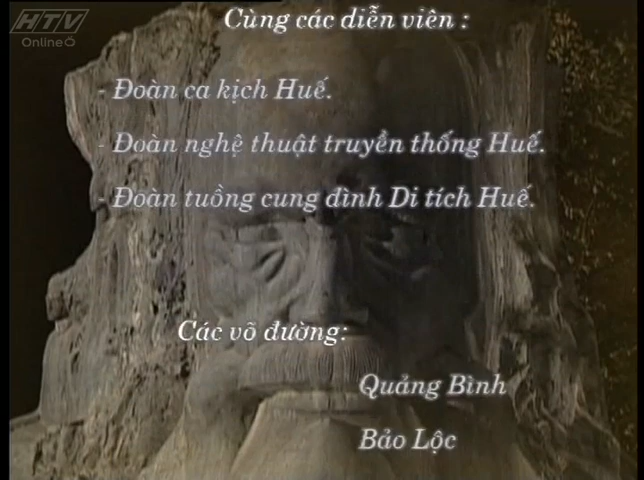 HTV
Online
Cùng các diễn viên :
- Đoàn ca kịch Huế.
- Đoàn nghệ thuật truyền thống Huế.
- Đoàn tuồng cung đình Di tích Huế.
Các võ đường:
Quảng Bình
Bảo Lộc